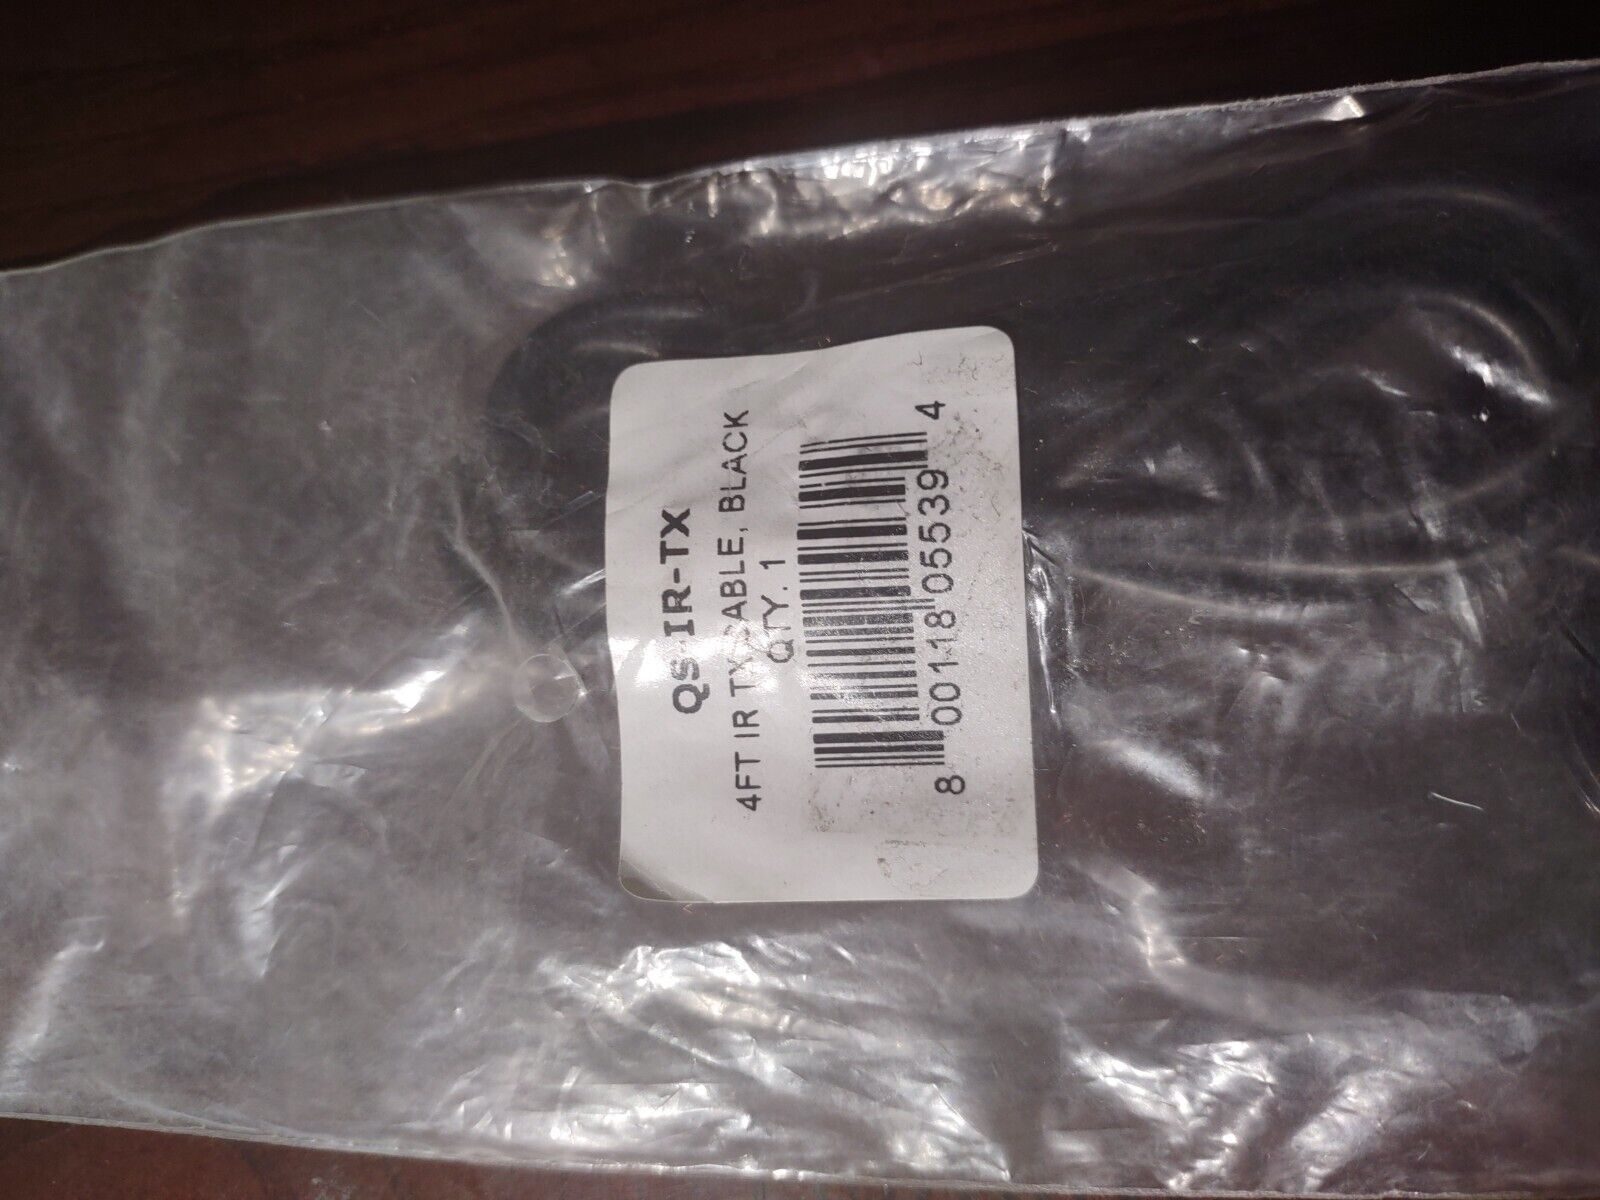 QS-IR-TX
4FT IR TX CABLE, BLACK
QTY. 1
8 00118 05539 4